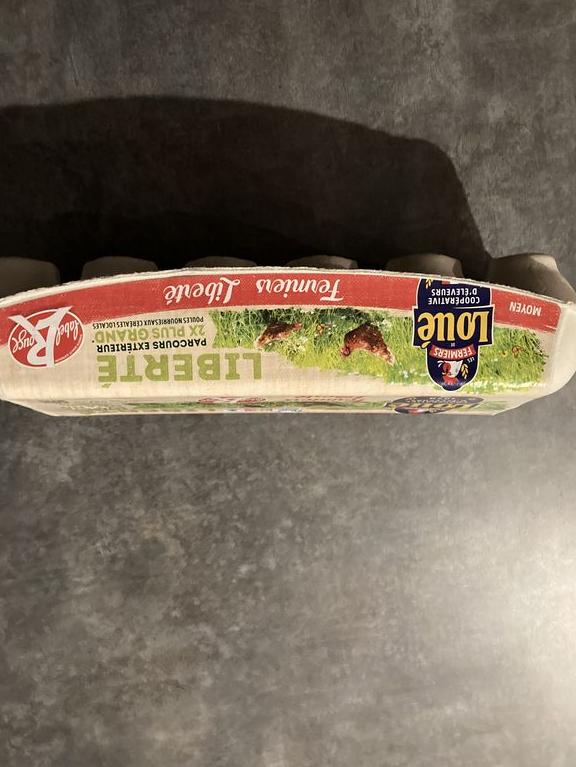 LES
FERMIERS
DE
Loué
COOPÉRATIVE
D'ÉLEVEURS
LIBERTÉ
PARCOURS EXTÉRIEUR
2X PLUS GRAND*
POULES NOURRIES AUX CÉRÉALES LOCALES
Label
Rouge
MOYEN
Fermiers Liberté